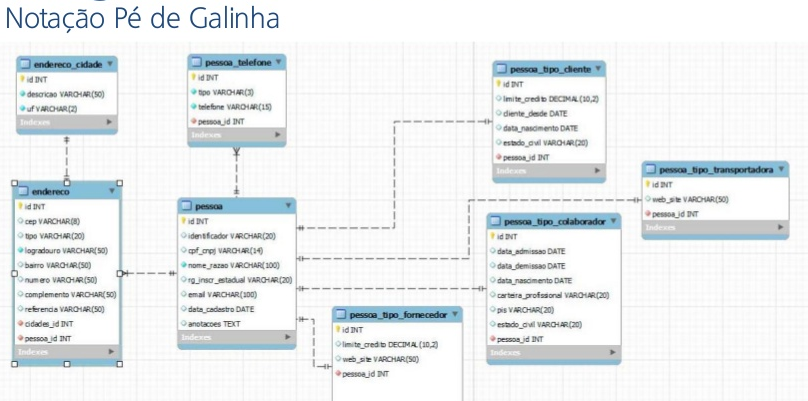 Notação Pé de Galinha
endereco_cidade
id INT
descricao VARCHAR(50)
uf VARCHAR(2)
Indexes
pessoa_telefone
id INT
tipo VARCHAR(3)
telefone VARCHAR(15)
pessoa_id INT
Indexes
pessoa_tipo_cliente
id INT
limite_credito DECIMAL(10,2)
cliente_desde DATE
data_nascimento DATE
estado_civil VARCHAR(20)
pessoa_id INT
Indexes
pessoa_tipo_transportadora
id INT
web_site VARCHAR(50)
pessoa_id INT
Indexes
endereco
id INT
cep VARCHAR(8)
tipo VARCHAR(20)
logradouro VARCHAR(50)
bairro VARCHAR(50)
numero VARCHAR(50)
complemento VARCHAR(50)
referencia VARCHAR(50)
cidades_id INT
pessoa_id INT
Indexes
pessoa
id INT
identificador VARCHAR(20)
cpf_cnpj VARCHAR(14)
nome_razao VARCHAR(100)
rg_inscr_estadual VARCHAR(20)
email VARCHAR(100)
data_cadastro DATE
anotacoes TEXT
Indexes
pessoa_tipo_colaborador
id INT
data_admissao DATE
data_demissao DATE
data_nascimento DATE
carteira_profissional VARCHAR(20)
pis VARCHAR(20)
estado_civil VARCHAR(20)
pessoa_id INT
Indexes
pessoa_tipo_fornecedor
id INT
limite_credito DECIMAL(10,2)
web_site VARCHAR(50)
pessoa_id INT